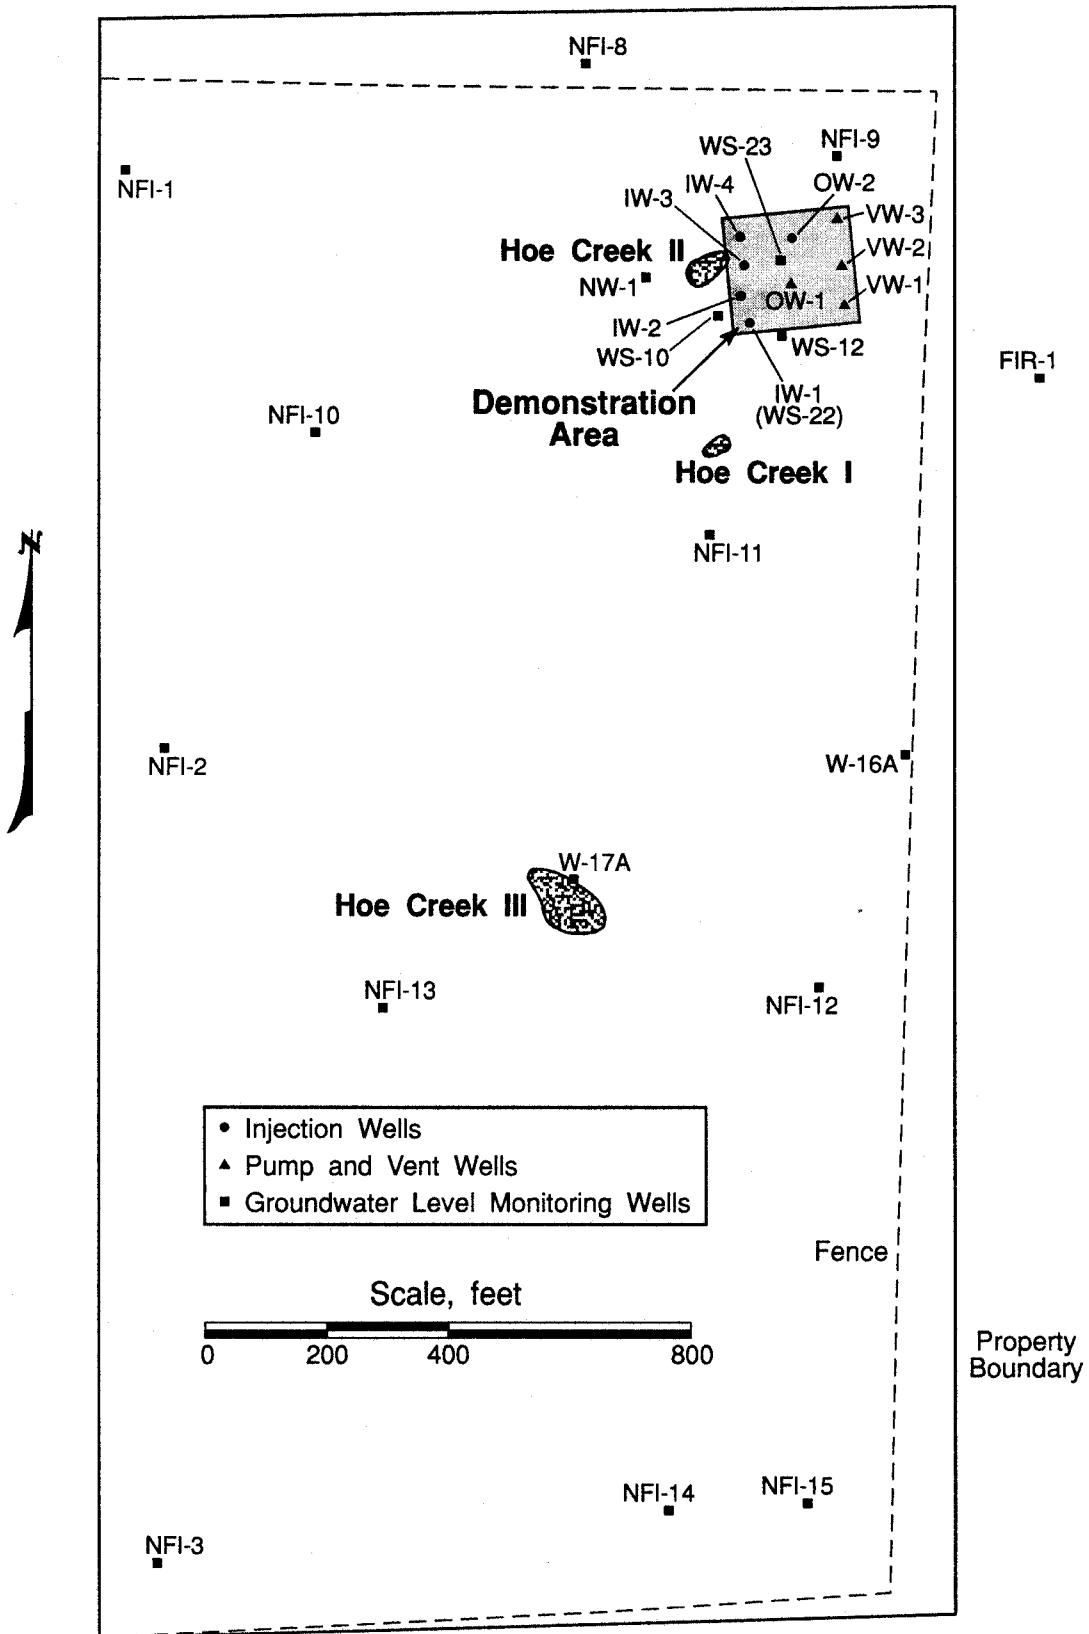 NFI-8
NFI-9
WS-23
NFI-1
IW-4
OW-2
IW-3
VW-3
Hoe Creek II
VW-2
NW-1
VW-1
OW-1
IW-2
WS-10
WS-12
FIR-1
Demonstration
Area
IW-1
(WS-22)
NFI-10
Hoe Creek I
N
NFI-11
NFI-2
W-16A
W-17A
Hoe Creek III
NFI-13
NFI-12
Injection Wells
Pump and Vent Wells
Groundwater Level Monitoring Wells
Fence
Scale, feet
0 200 400 800
Property
Boundary
NFI-14
NFI-15
NFI-3